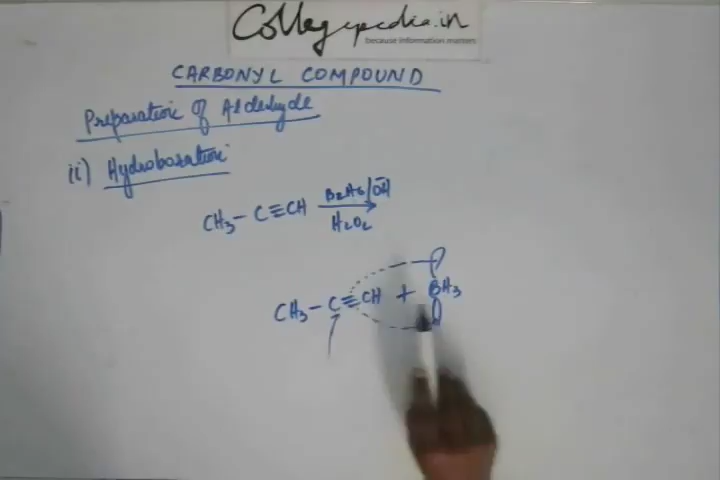 Collegepedia.in
because information matters
CARBONYL COMPOUND
Preparation of Aldehyde
(ii) Hydroboration
CH3-C≡CH B2H6/OH⁻
H2O2
CH3-C≡CH + BH3